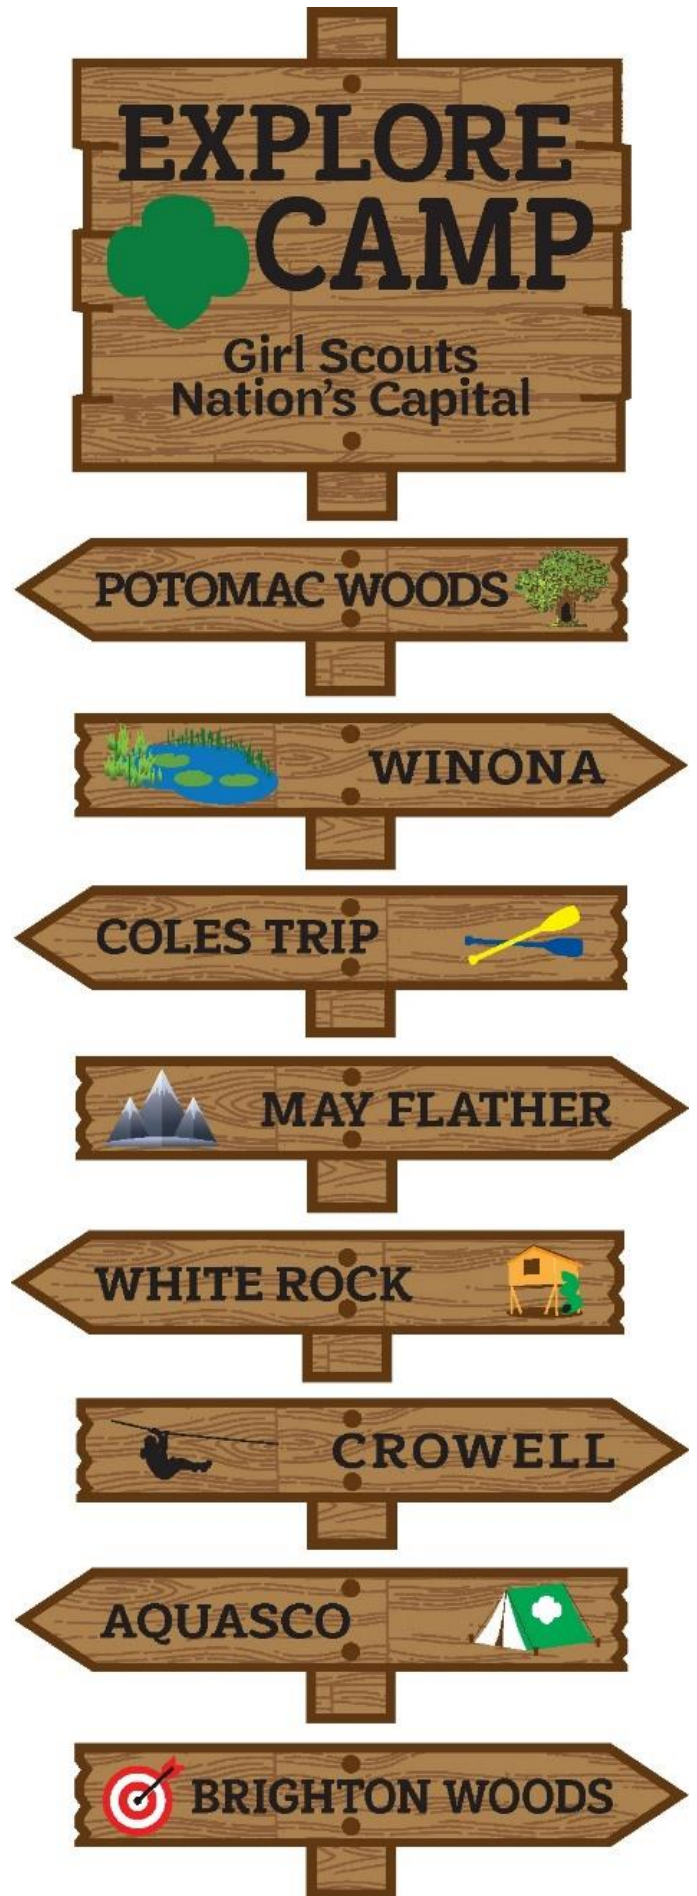 EXPLORE
CAMP
Girl Scouts
Nation's Capital
POTOMAC WOODS
WINONA
COLES TRIP
MAY FLATHER
WHITE ROCK
CROWELL
AQUASCO
BRIGHTON WOODS